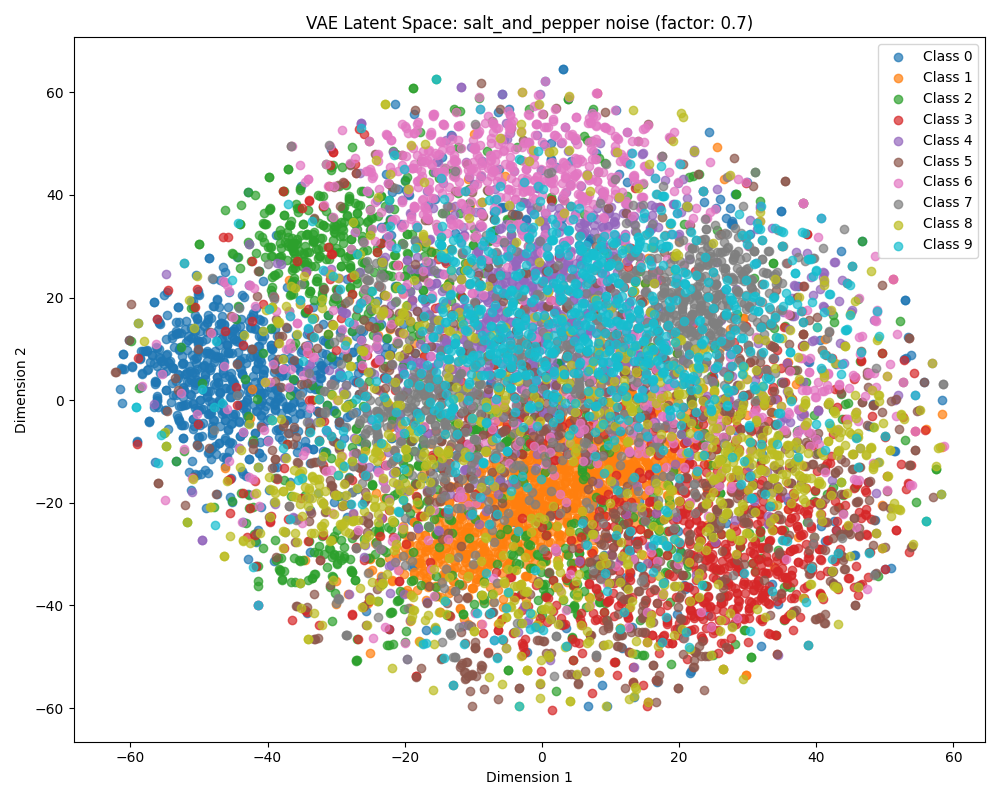 VAE Latent Space: salt_and_pepper noise (factor: 0.7)
Class 0
Class 1
Class 2
Class 3
Class 4
Class 5
Class 6
Class 7
Class 8
Class 9
60
40
20
0
−20
−40
−60
Dimension 2
−60 −40 −20 0 20 40 60
Dimension 1